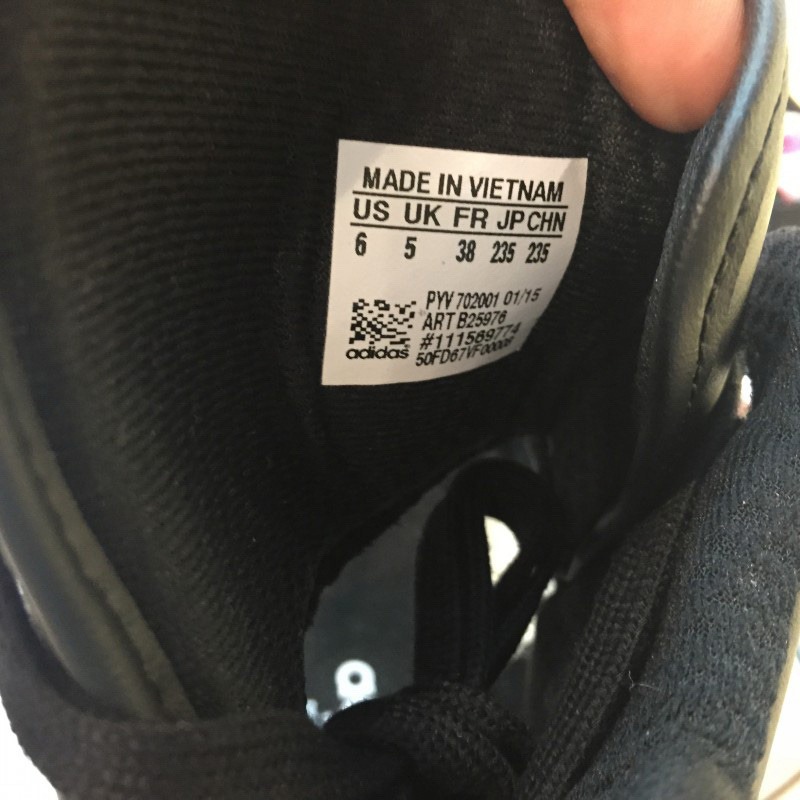 MADE IN VIETNAM
US UK FR JP CHN
6 5 38 235 235
PYV 702001 01/15
ART B25976
#111569774
50FD67VF00009
adidas